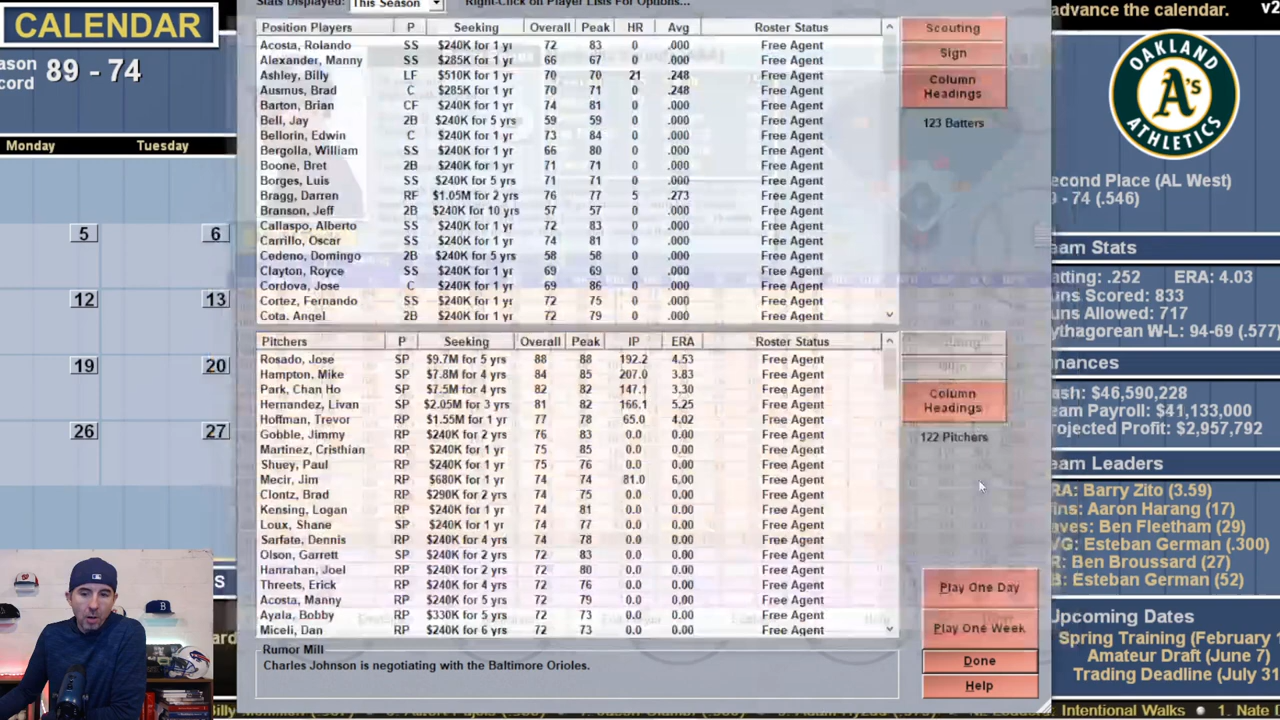 CALENDAR
ason
cord
89 - 74
Monday Tuesday
5 6
12 13
19 20
26 27
Stats Displayed: This Season Right-Click on Player Lists For Options...
Position Players P Seeking Overall Peak HR Avg Roster Status
Acosta, Rolando SS $240K for 1 yr 72 83 0 .000 Free Agent
Alexander, Manny SS $285K for 1 yr 66 67 0 .000 Free Agent
Ashley, Billy LF $510K for 1 yr 70 70 21 .248 Free Agent
Ausmus, Brad C $285K for 1 yr 70 71 0 .248 Free Agent
Barton, Brian CF $240K for 1 yr 74 81 0 .000 Free Agent
Bell, Jay 2B $240K for 5 yrs 59 59 0 .000 Free Agent
Bellorin, Edwin C $240K for 1 yr 73 84 0 .000 Free Agent
Bergolla, William SS $240K for 1 yr 66 80 0 .000 Free Agent
Boone, Bret 2B $240K for 1 yr 71 71 0 .000 Free Agent
Borges, Luis SS $240K for 5 yrs 71 71 0 .000 Free Agent
Bragg, Darren RF $1.05M for 2 yrs 76 77 5 .273 Free Agent
Branson, Jeff 2B $240K for 10 yrs 57 57 0 .000 Free Agent
Callaspo, Alberto SS $240K for 1 yr 72 83 0 .000 Free Agent
Carrillo, Oscar SS $240K for 1 yr 74 81 0 .000 Free Agent
Cedeno, Domingo 2B $240K for 5 yrs 58 58 0 .000 Free Agent
Clayton, Royce SS $240K for 1 yr 69 69 0 .000 Free Agent
Cordova, Jose C $240K for 1 yr 69 86 0 .000 Free Agent
Cortez, Fernando SS $240K for 1 yr 72 75 0 .000 Free Agent
Cota, Angel 2B $240K for 1 yr 72 79 0 .000 Free Agent
Scouting
Sign
Column
Headings
123 Batters
Pitchers P Seeking Overall Peak IP ERA Roster Status
Rosado, Jose SP $9.7M for 5 yrs 88 88 192.2 4.53 Free Agent
Hampton, Mike SP $7.8M for 4 yrs 84 85 207.0 3.83 Free Agent
Park, Chan Ho SP $7.5M for 4 yrs 82 82 147.1 3.30 Free Agent
Hernandez, Livan SP $2.05M for 3 yrs 81 82 166.1 5.25 Free Agent
Hoffman, Trevor RP $1.55M for 1 yr 77 78 65.0 4.02 Free Agent
Gobble, Jimmy RP $240K for 2 yrs 76 83 0.0 0.00 Free Agent
Martinez, Cristhian RP $240K for 1 yr 75 85 0.0 0.00 Free Agent
Shuey, Paul RP $240K for 1 yr 75 76 0.0 0.00 Free Agent
Mecir, Jim RP $680K for 1 yr 74 74 81.0 6.00 Free Agent
Clontz, Brad RP $290K for 2 yrs 74 75 0.0 0.00 Free Agent
Kensing, Logan RP $240K for 1 yr 74 81 0.0 0.00 Free Agent
Loux, Shane SP $240K for 1 yr 74 77 0.0 0.00 Free Agent
Sarfate, Dennis RP $240K for 4 yrs 74 78 0.0 0.00 Free Agent
Olson, Garrett SP $240K for 2 yrs 72 83 0.0 0.00 Free Agent
Hanrahan, Joel RP $240K for 2 yrs 72 80 0.0 0.00 Free Agent
Threets, Erick RP $240K for 4 yrs 72 76 0.0 0.00 Free Agent
Acosta, Manny RP $240K for 5 yrs 72 79 0.0 0.00 Free Agent
Ayala, Bobby RP $330K for 5 yrs 72 73 0.0 0.00 Free Agent
Miceli, Dan RP $240K for 6 yrs 72 73 0.0 0.00 Free Agent
Column
Headings
122 Pitchers
Play One Day
Play One Week
Done
Help
Rumor Mill
Charles Johnson is negotiating with the Baltimore Orioles.
advance the calendar. v2
OAKLAND
A's
ATHLETICS
econd Place (AL West)
- 74 (.546)
eam Stats
atting: .252 ERA: 4.03
uns Scored: 833
uns Allowed: 717
ythagorean W-L: 94-69 (.577
nances
ash: $46,590,228
eam Payroll: $41,133,000
rojected Profit: $2,957,792
eam Leaders
RA: Barry Zito (3.59)
ins: Aaron Harang (17)
aves: Ben Fleetham (29)
VG: Esteban German (.300)
R: Ben Broussard (27)
B: Esteban German (52)
Upcoming Dates
Spring Training (February 1
Amateur Draft (June 7)
Trading Deadline (July 31
Intentional Walks 1. Nate D